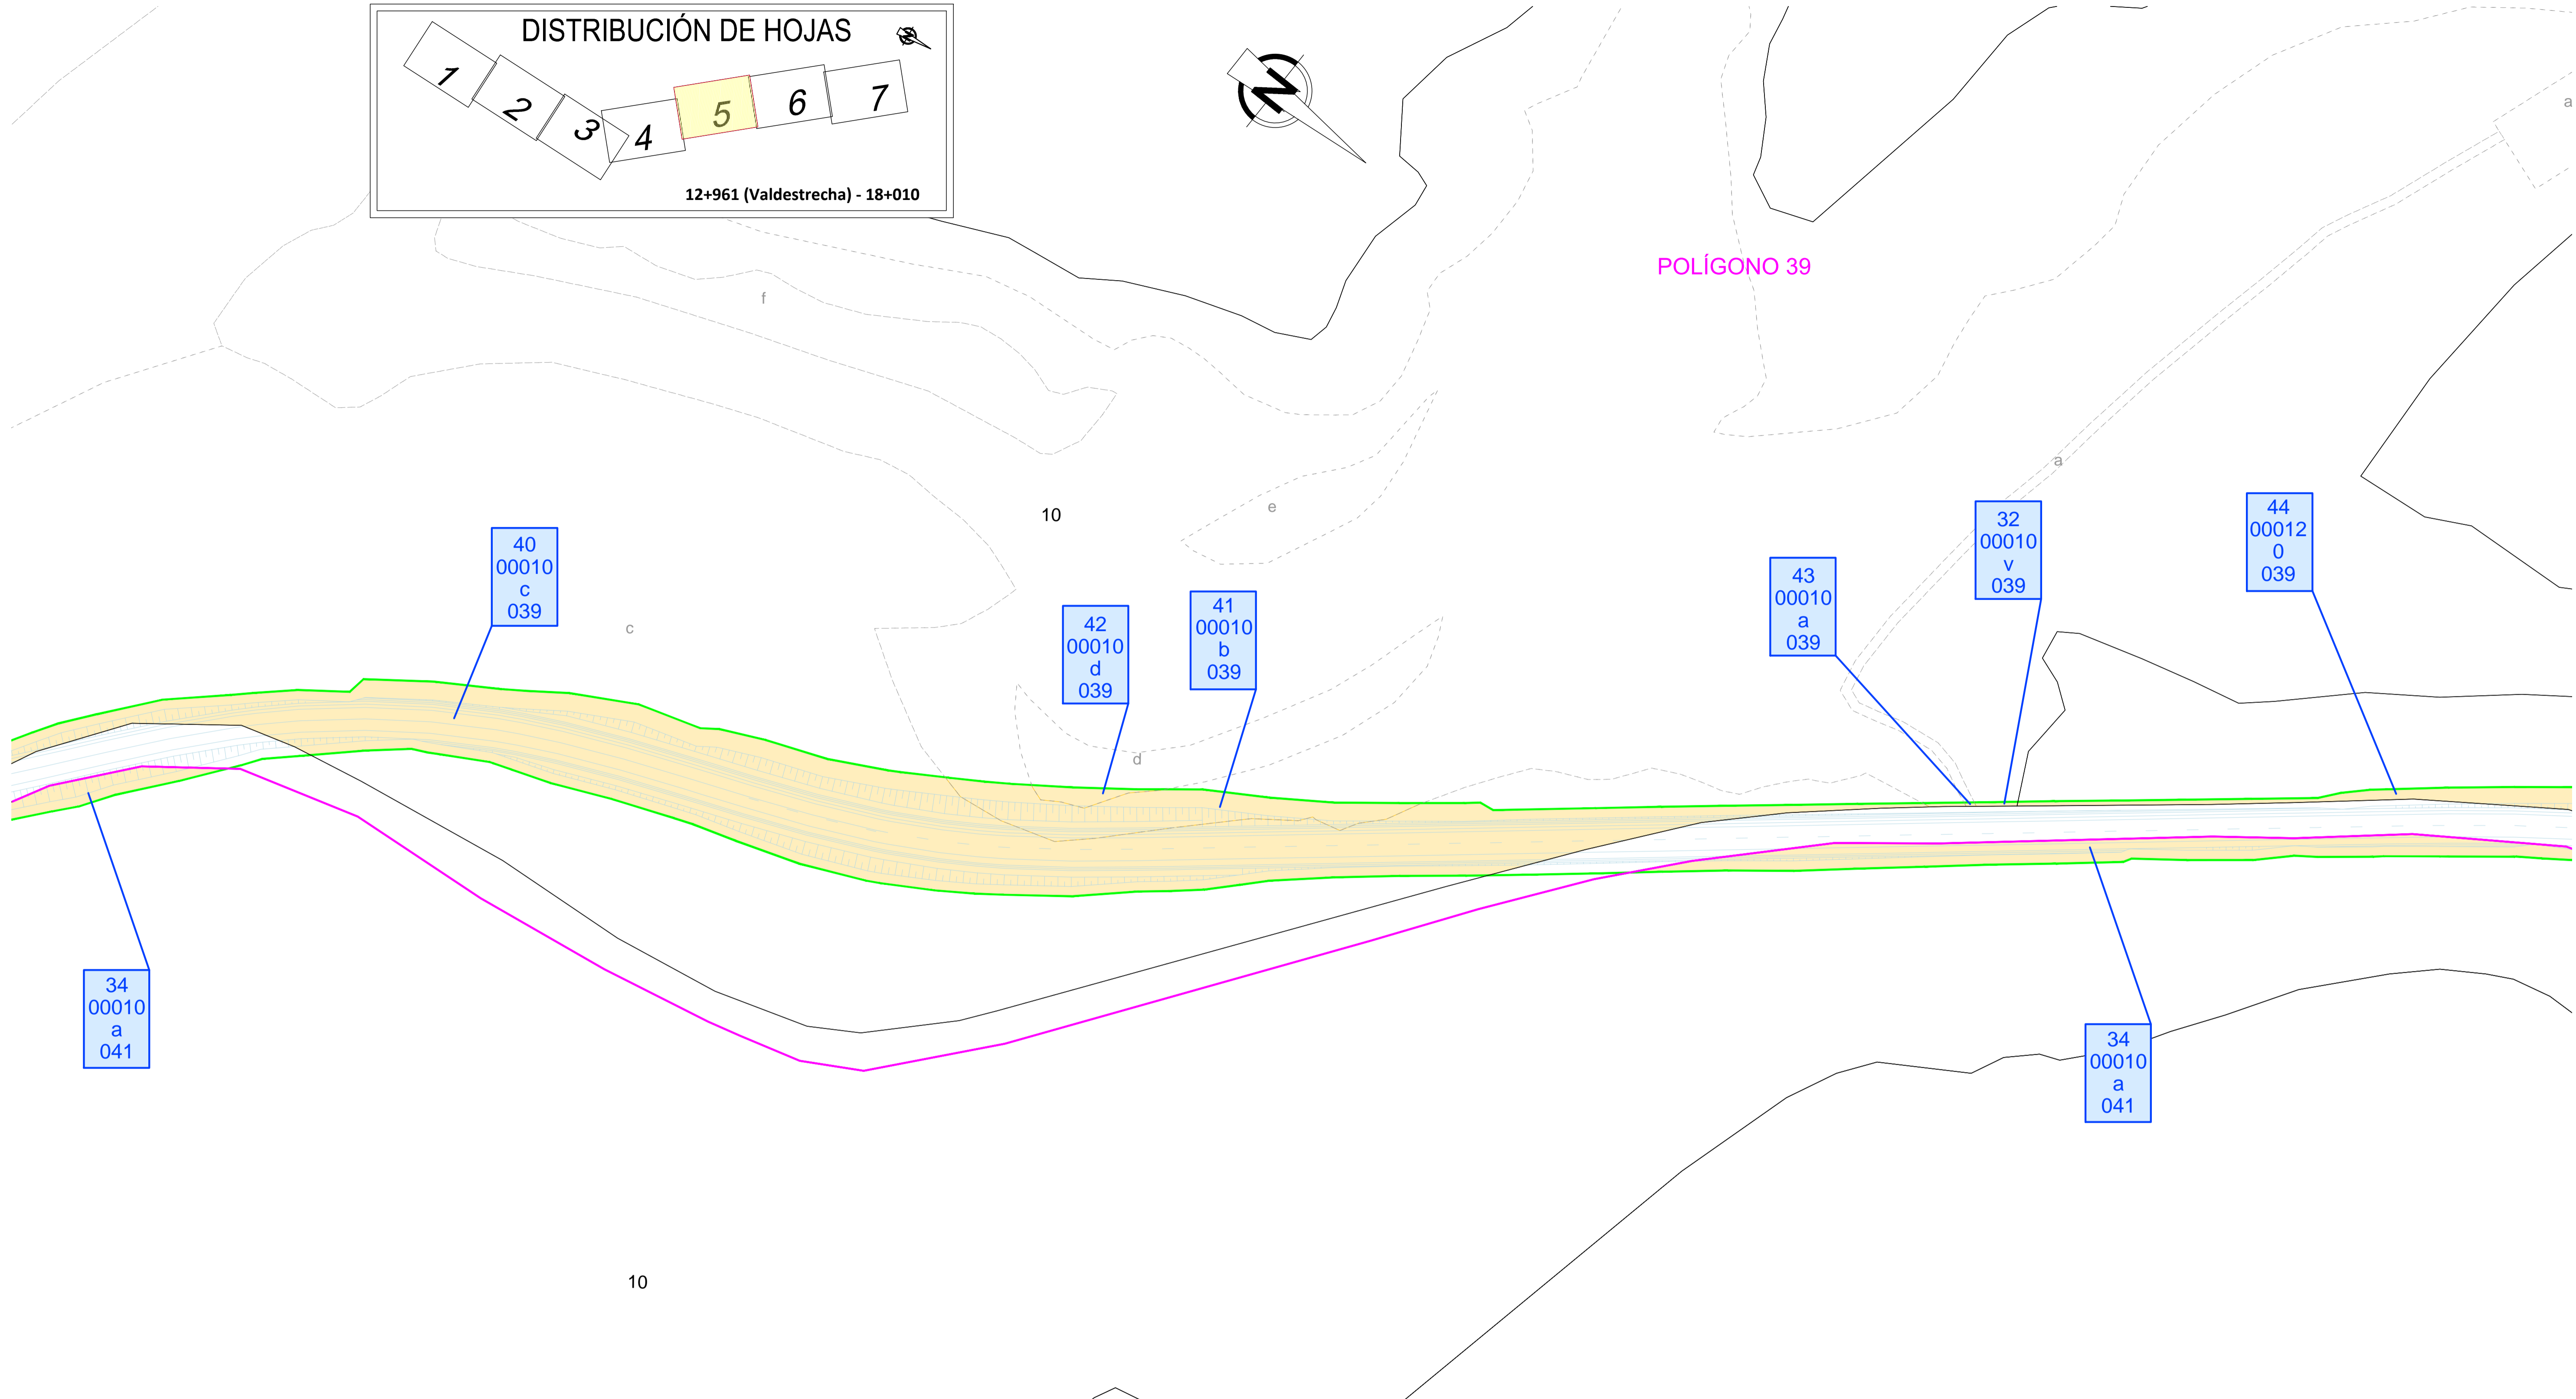 DISTRIBUCIÓN DE HOJAS
N
1
2
3
4
5
6
7
12+961 (Valdestrecha) - 18+010
N
a
POLÍGONO 39
f
a
10
e
40
00010
c
039
c
42
00010
d
039
41
00010
b
039
43
00010
a
039
32
00010
v
039
44
00012
0
039
d
34
00010
a
041
34
00010
a
041
10